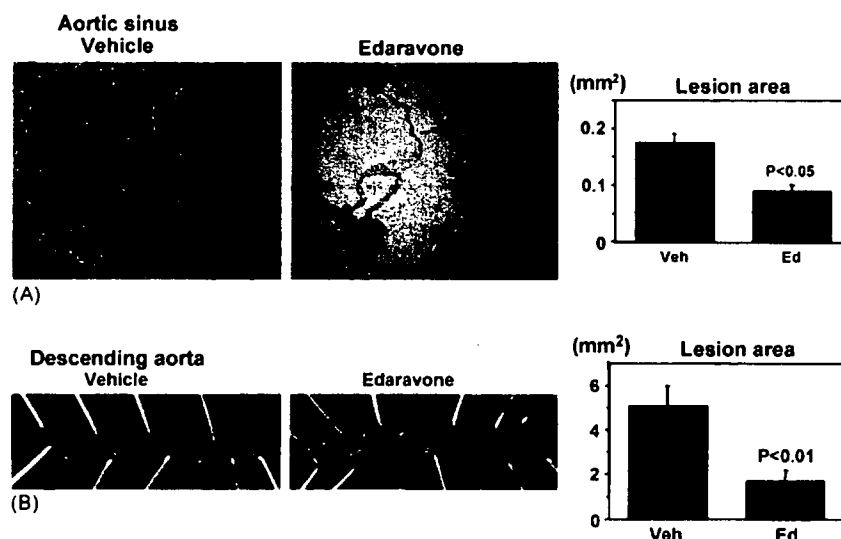 Aortic sinus
Vehicle
Edaravone
(mm²)
Lesion area
0.2
0.1
0
P<0.05
Veh
Ed
(A)
Descending aorta
Vehicle
Edaravone
(mm²)
Lesion area
6
4
2
0
P<0.01
Veh
Ed
(B)